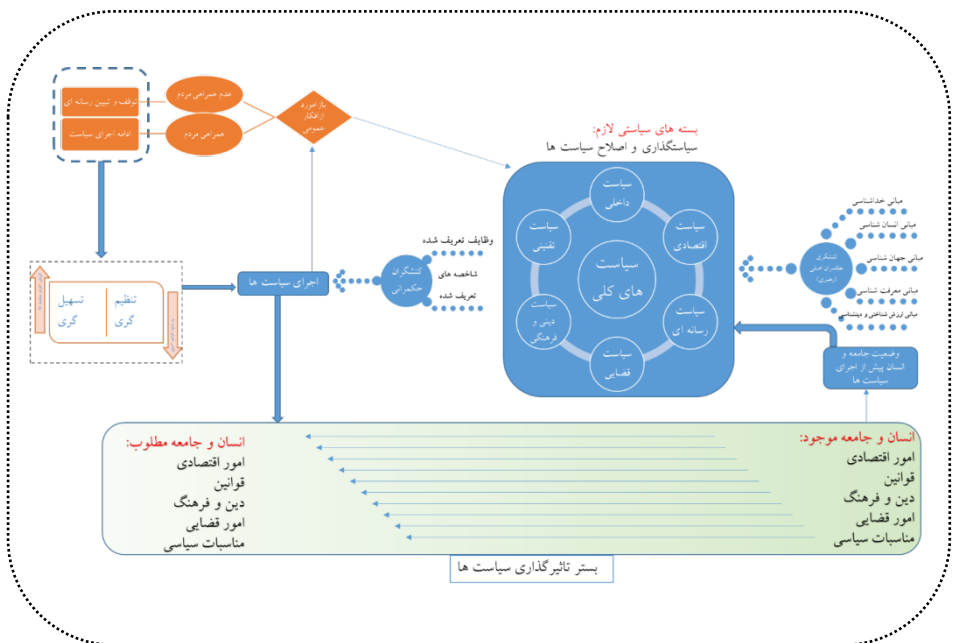 بسته های سیاستی لازم:
سیاستگذاری و اصلاح سیاست ها
سیاست
داخلی
سیاست
اقتصادی
سیاست
رسانه ای
سیاست
قضایی
سیاست
دینی و
فرهنگی
سیاست
تقنینی
سیاست
های کلی
مبانی خداشناسی
مبانی انسان شناسی
مبانی جهان شناسی
مبانی معرفت شناسی
مبانی ارزش شناختی و دینشناسی
حکمران اصلی
(رهبری)
وضعیت جامعه و
انسان پیش از اجرای
سیاست ها
بازخورد
از افکار
عمومی
عدم همراهی مردم
همراهی مردم
توقف و تبیین رسانه ای
ادامه اجرای سیاست
وظایف تعریف شده
شاخصه های
تعریف شده
کنشگران
حکمرانی
اجرای سیاست ها
تنظیم
گری
تسهیل
گری
انسان و جامعه موجود:
امور اقتصادی
قوانین
دین و فرهنگ
امور قضایی
مناسبات سیاسی
انسان و جامعه مطلوب:
امور اقتصادی
قوانین
دین و فرهنگ
امور قضایی
مناسبات سیاسی
بستر تاثیرگذاری سیاست ها